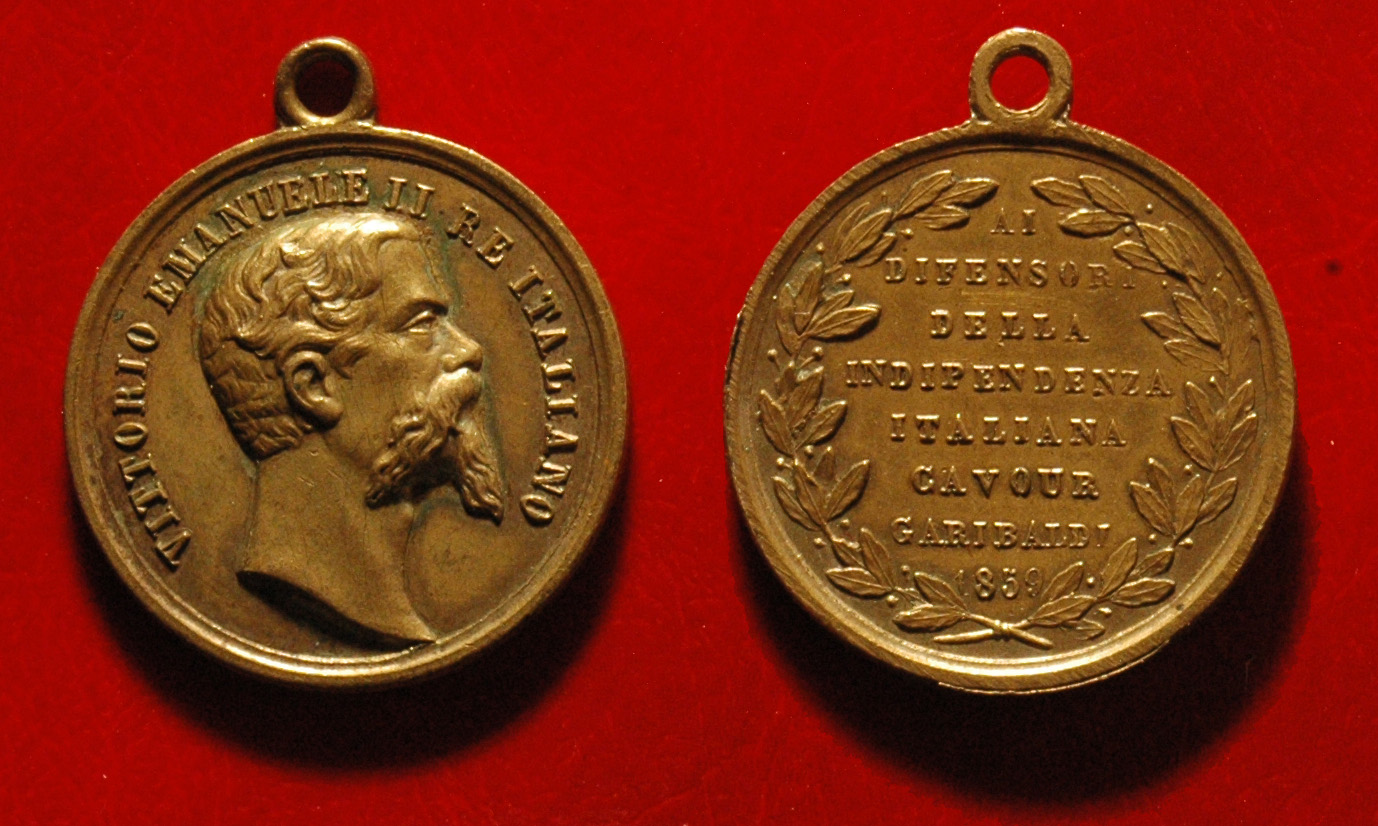 VITTORIO EMANUELE II RE ITALIANO
AI
DIFENSORI
DELLA
INDIPENDENZA
ITALIANA
CAVOUR
GARIBALDI
1859